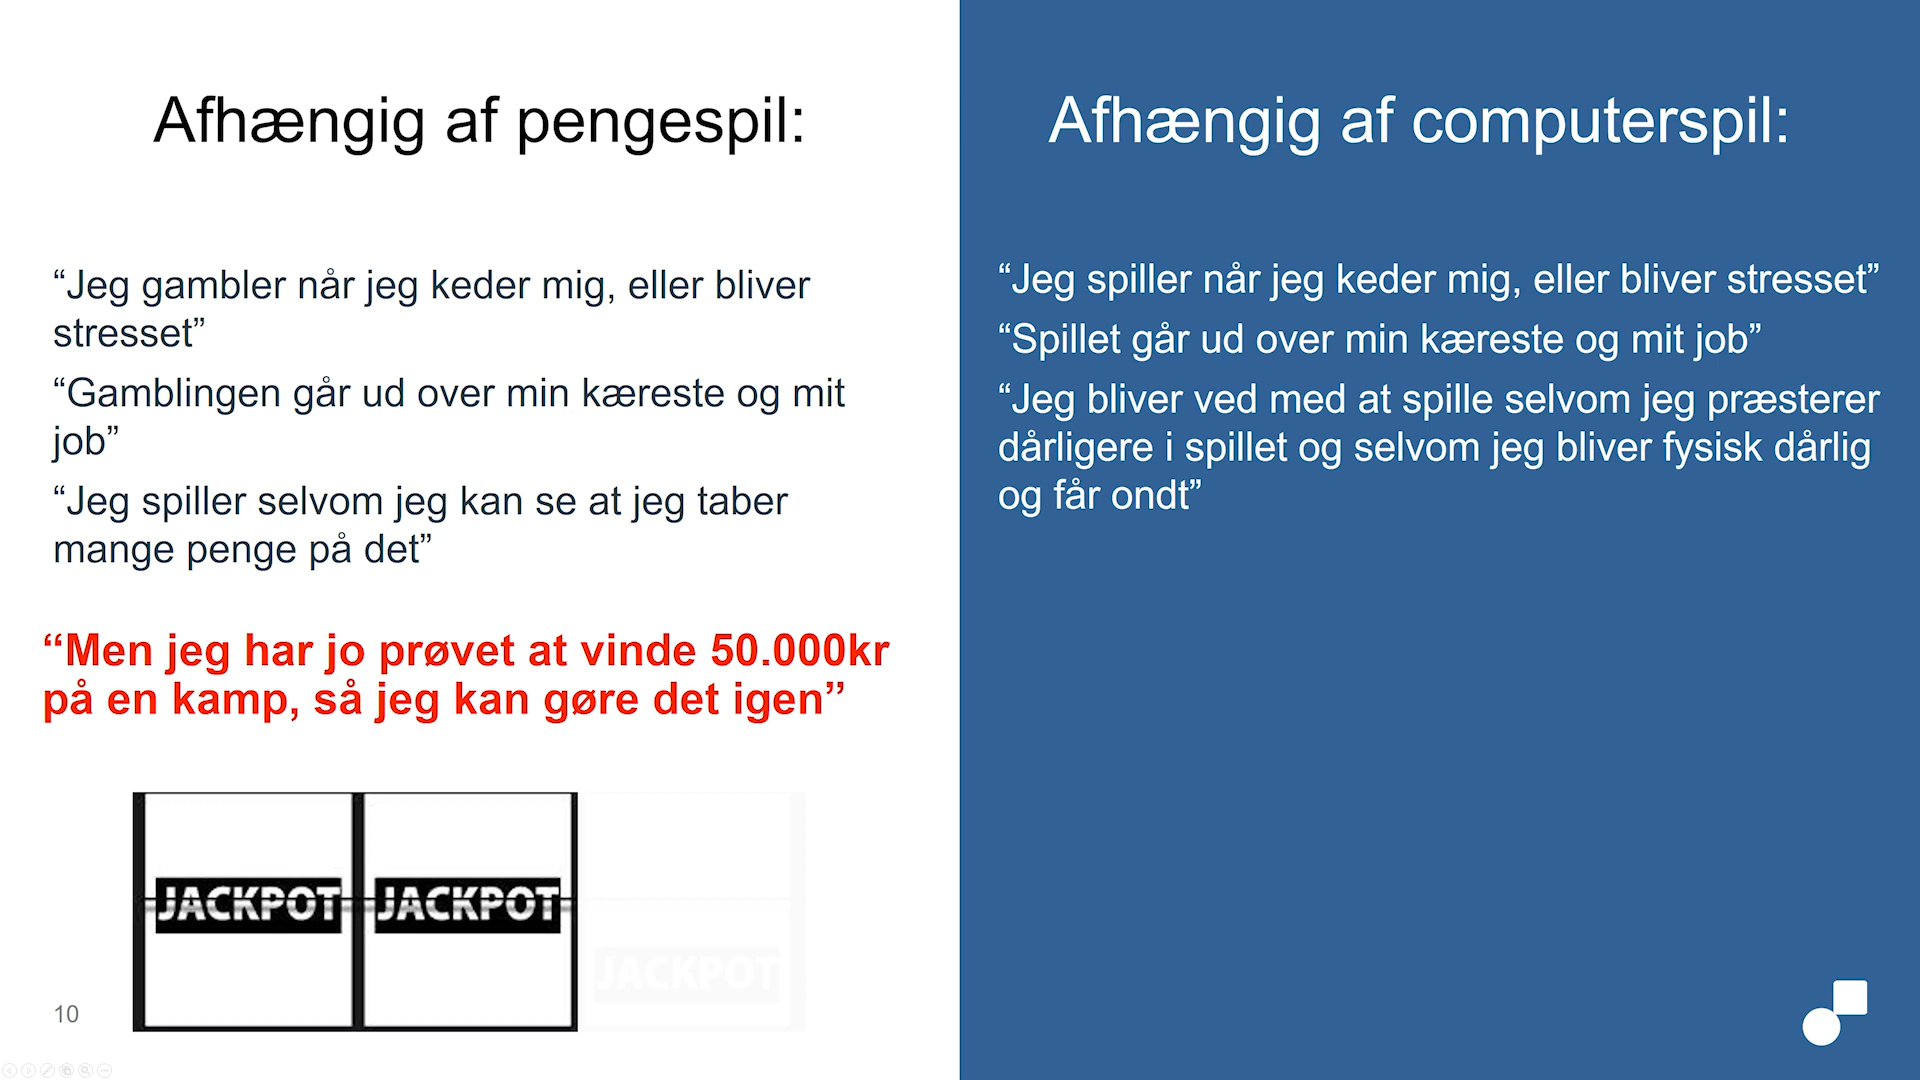 Afhængig af pengespil:
“Jeg gambler når jeg keder mig, eller bliver
stresset”
“Gamblingen går ud over min kæreste og mit
job”
“Jeg spiller selvom jeg kan se at jeg taber
mange penge på det”
“Men jeg har jo prøvet at vinde 50.000kr
på en kamp, så jeg kan gøre det igen”
JACKPOT JACKPOT
JACKPOT
10
Afhængig af computerspil:
“Jeg spiller når jeg keder mig, eller bliver stresset”
“Spillet går ud over min kæreste og mit job”
“Jeg bliver ved med at spille selvom jeg præsterer
dårligere i spillet og selvom jeg bliver fysisk dårlig
og får ondt”